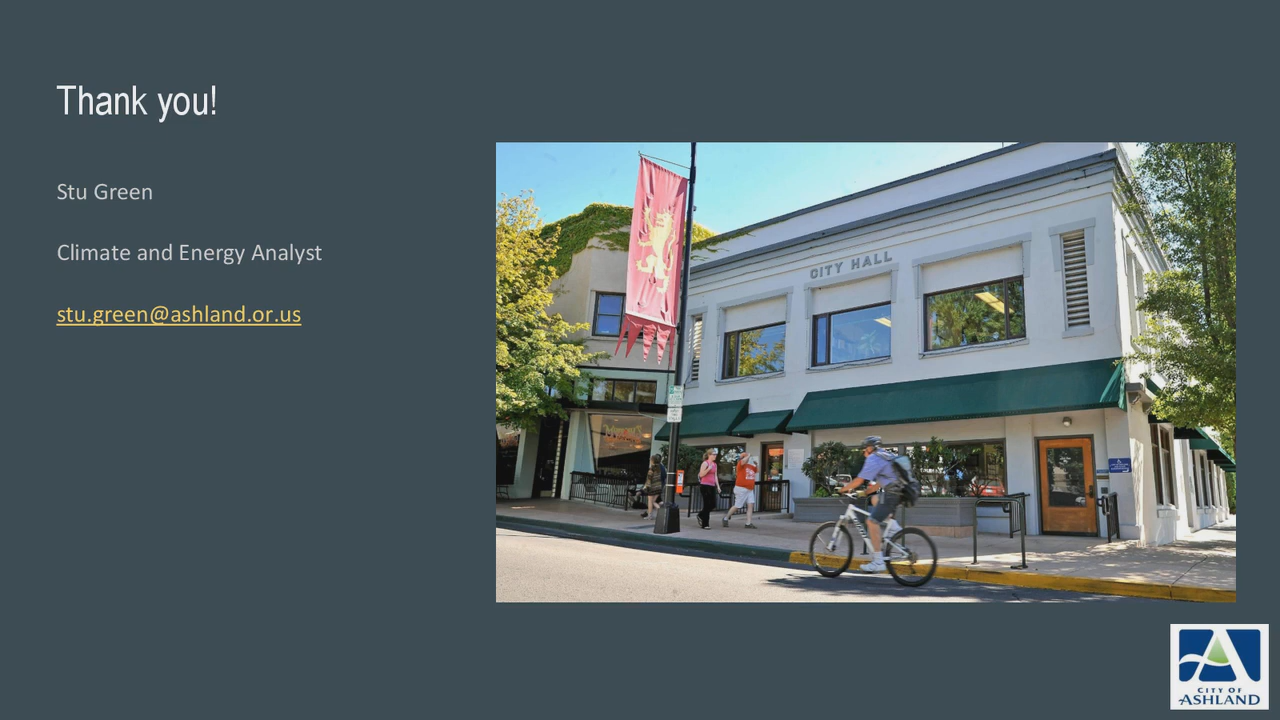 Thank you!
Stu Green
Climate and Energy Analyst
stu.green@ashland.or.us
CITY HALL
CITY OF
ASHLAND